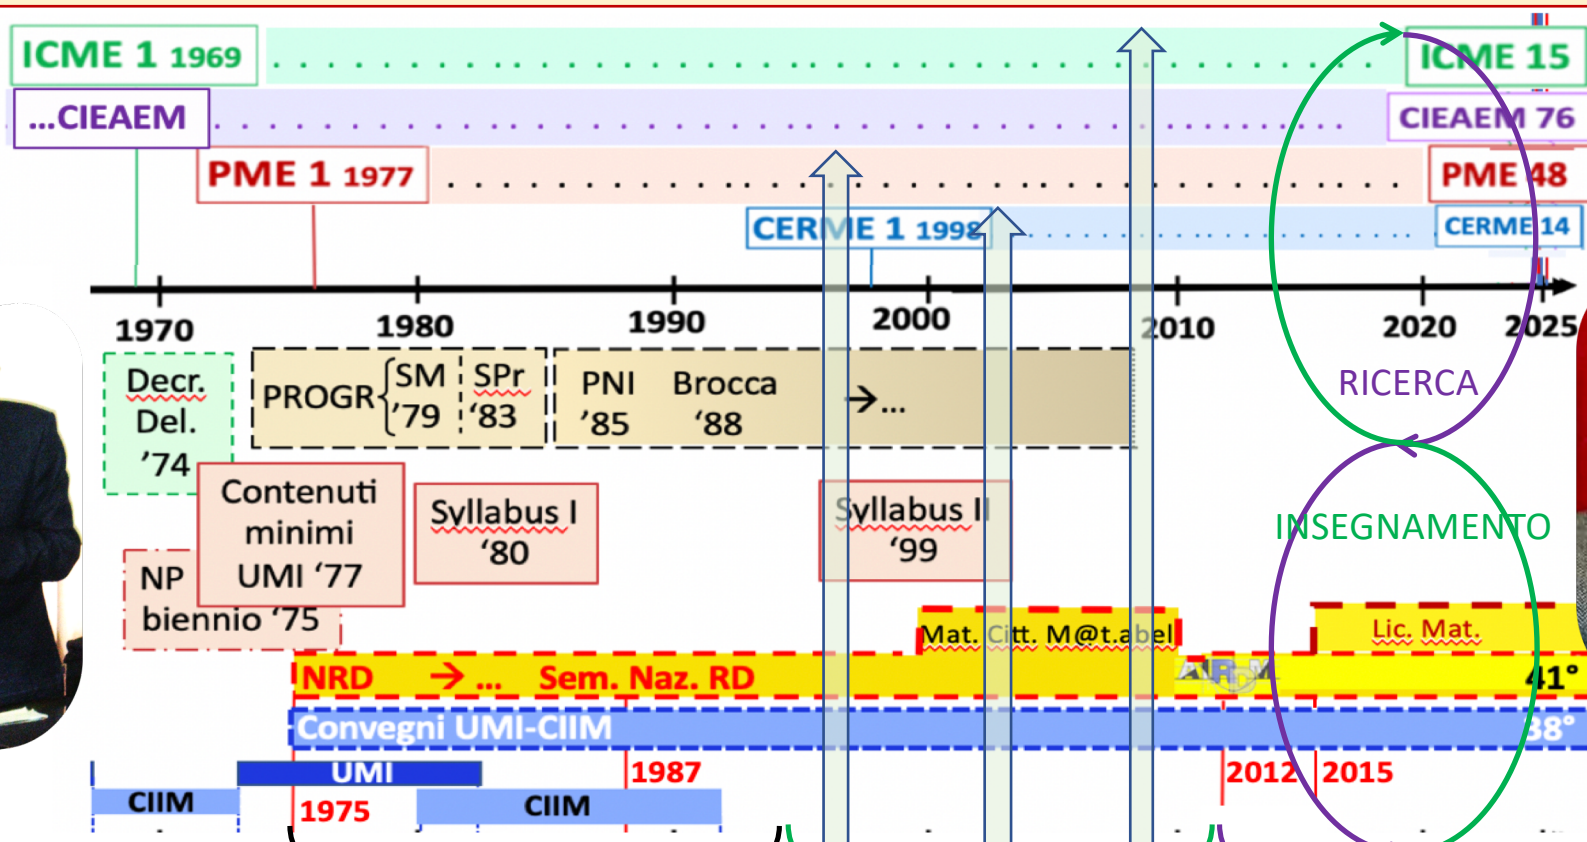 ICME 1 1969
ICME 15
...CIEAEM
CIEAEM 76
PME 1 1977
PME 48
CERME 1 1998
CERME 14
1970
1980
1990
2000
2010
2020
2025
Decr.
Del.
'74
PROGR
SM
'79
SPr
'83
PNI
'85
Brocca
'88
→...
RICERCA
Contenuti
minimi
UMI '77
Syllabus I
'80
Syllabus II
'99
INSEGNAMENTO
NP
biennio '75
Mat. Citt. M@t.abel
Lic. Mat.
NRD → ... Sem. Naz. RD
41°
Convegni UMI-CIIM
38°
UMI
1987
2012
2015
CIIM
1975
CIIM